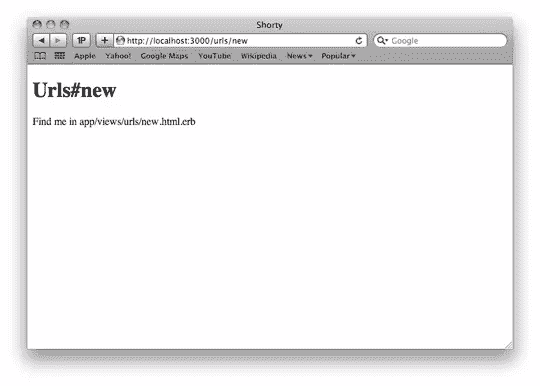 Shorty
1P + http://localhost:3000/urls/new Google
Apple Yahoo! Google Maps YouTube Wikipedia News Popular
Urls#new
Find me in app/views/urls/new.html.erb